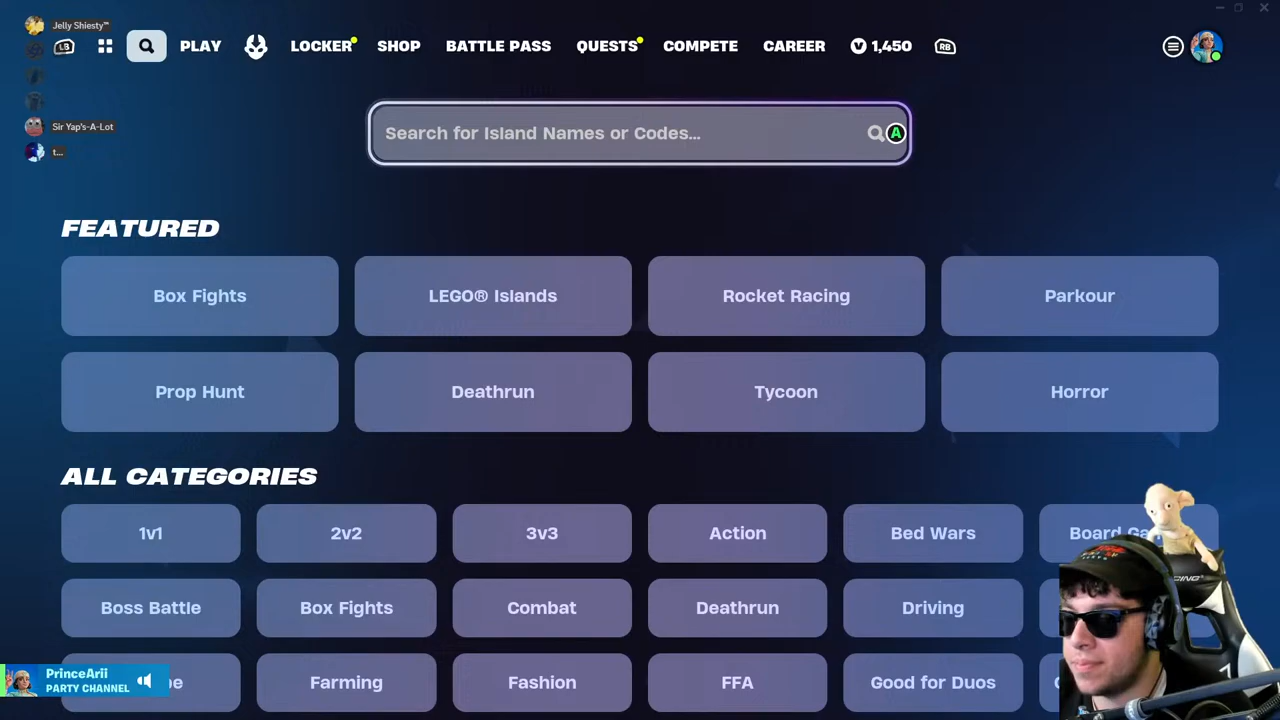 Jelly Shiesty™
LB
PLAY
LOCKER
SHOP
BATTLE PASS
QUESTS
COMPETE
CAREER
V 1,450
RB
Sir Yap's-A-Lot
t...
Search for Island Names or Codes...
A
FEATURED
Box Fights
LEGO® Islands
Rocket Racing
Parkour
Prop Hunt
Deathrun
Tycoon
Horror
ALL CATEGORIES
1v1
2v2
3v3
Action
Bed Wars
Boss Battle
Box Fights
Combat
Deathrun
Driving
Farming
Fashion
FFA
Good for Duos
PrinceArii
PARTY CHANNEL